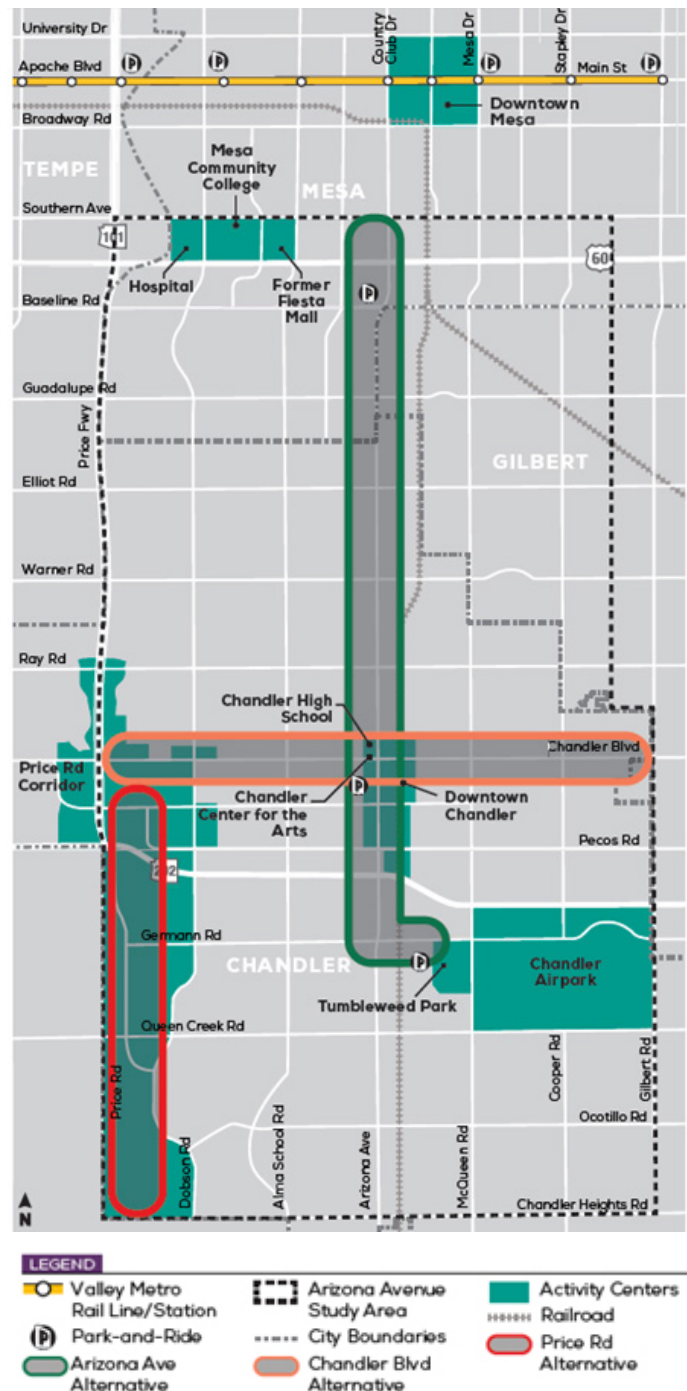 University Dr
Country
Club Dr
Mesa Dr
Stapley Dr
P
P
P
P
Apache Blvd
Main St
Broadway Rd
Downtown
Mesa
TEMPE
Mesa
Community
College
MESA
Southern Ave
101
60
Hospital
Former
Fiesta
Mall
Baseline Rd
P
Guadalupe Rd
Price Fwy
GILBERT
Elliot Rd
Warner Rd
Ray Rd
Chandler High
School
Chandler Blvd
Price Rd
Corridor
P
Chandler
Center for the
Arts
Downtown
Chandler
Pecos Rd
202
Germann Rd
CHANDLER
P
Chandler
Airpark
Tumbleweed Park
Queen Creek Rd
Price Rd
Dobson Rd
Alma School Rd
Arizona Ave
McQueen Rd
Cooper Rd
Gilbert Rd
Ocotillo Rd
Chandler Heights Rd
N
LEGEND
Valley Metro
Rail Line/Station
Arizona Avenue
Study Area
Activity Centers
Railroad
P
Park-and-Ride
City Boundaries
Price Rd
Alternative
Arizona Ave
Alternative
Chandler Blvd
Alternative